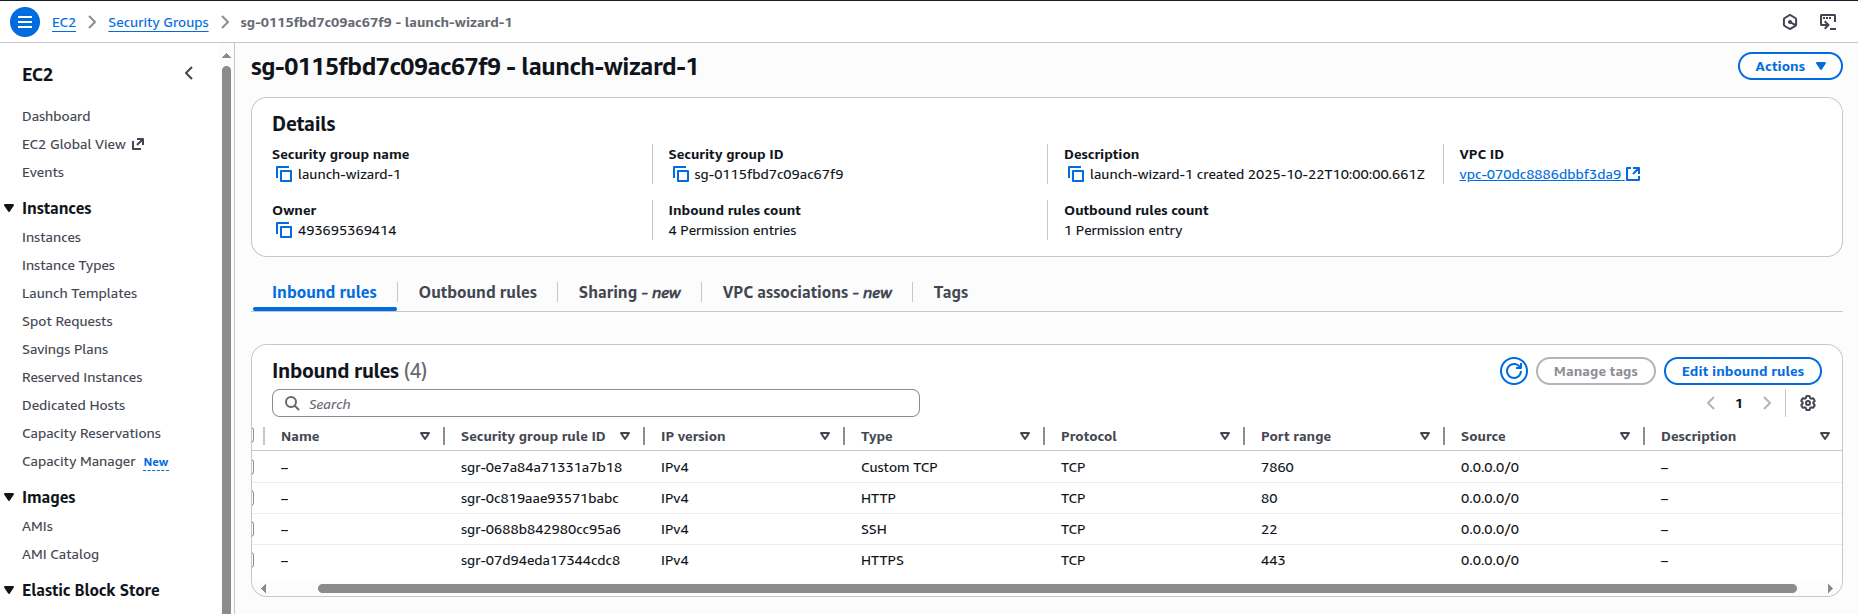 EC2 > Security Groups > sg-0115fbd7c09ac67f9 - launch-wizard-1
EC2
Dashboard
EC2 Global View
Events
Instances
Instances
Instance Types
Launch Templates
Spot Requests
Savings Plans
Reserved Instances
Dedicated Hosts
Capacity Reservations
Capacity Manager New
Images
AMIs
AMI Catalog
Elastic Block Store
sg-0115fbd7c09ac67f9 - launch-wizard-1
Actions
Details
Security group name
launch-wizard-1
Security group ID
sg-0115fbd7c09ac67f9
Description
launch-wizard-1 created 2025-10-22T10:00:00.661Z
VPC ID
vpc-070dc8886dbbf3da9
Owner
493695369414
Inbound rules count
4 Permission entries
Outbound rules count
1 Permission entry
Inbound rules Outbound rules Sharing - new VPC associations - new Tags
Inbound rules (4)
Manage tags
Edit inbound rules
Search
1
Name Security group rule ID IP version Type Protocol Port range Source Description
– sgr-0e7a84a71331a7b18 IPv4 Custom TCP TCP 7860 0.0.0.0/0 –
– sgr-0c819aae93571babc IPv4 HTTP TCP 80 0.0.0.0/0 –
– sgr-0688b842980cc95a6 IPv4 SSH TCP 22 0.0.0.0/0 –
– sgr-07d94eda17344cdc8 IPv4 HTTPS TCP 443 0.0.0.0/0 –